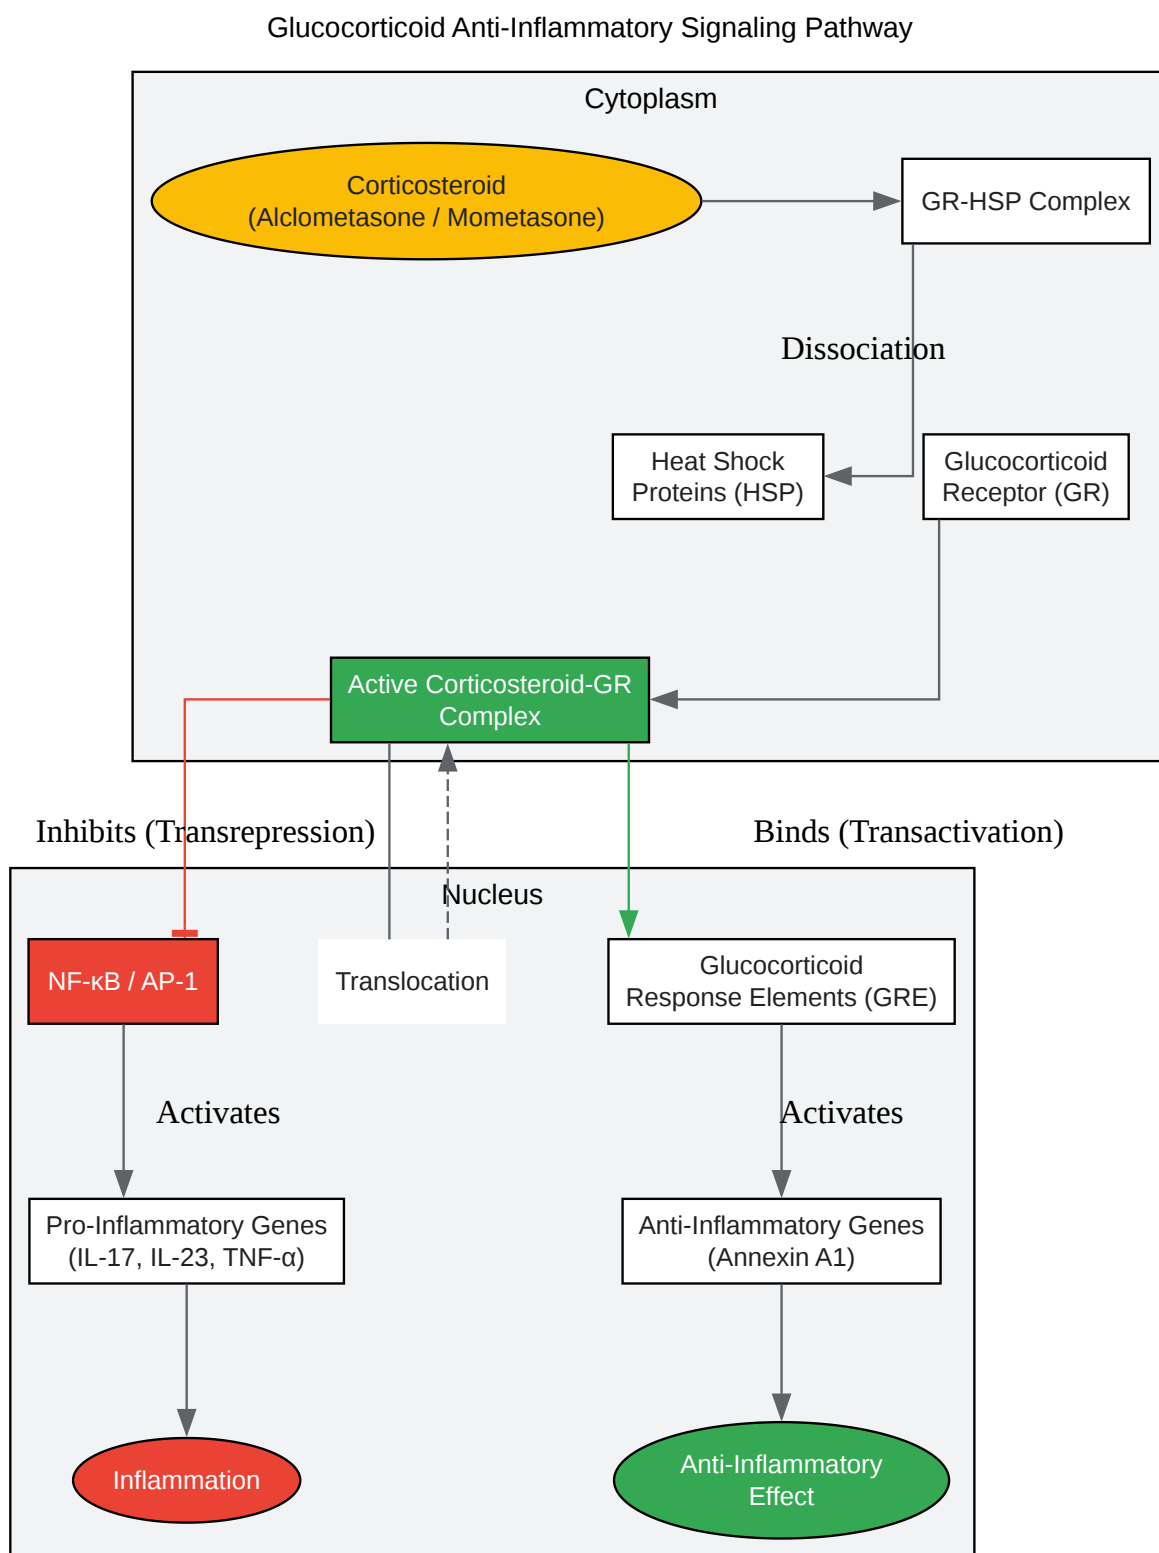 Glucocorticoid Anti-Inflammatory Signaling Pathway
Cytoplasm
Corticosteroid
(Alclometasone / Mometasone)
GR-HSP Complex
Dissociation
Heat Shock
Proteins (HSP)
Glucocorticoid
Receptor (GR)
Active Corticosteroid-GR
Complex
Inhibits (Transrepression)
Binds (Transactivation)
Nucleus
NF-κB / AP-1
Translocation
Glucocorticoid
Response Elements (GRE)
Activates
Activates
Pro-Inflammatory Genes
(IL-17, IL-23, TNF-α)
Anti-Inflammatory Genes
(Annexin A1)
Inflammation
Anti-Inflammatory
Effect